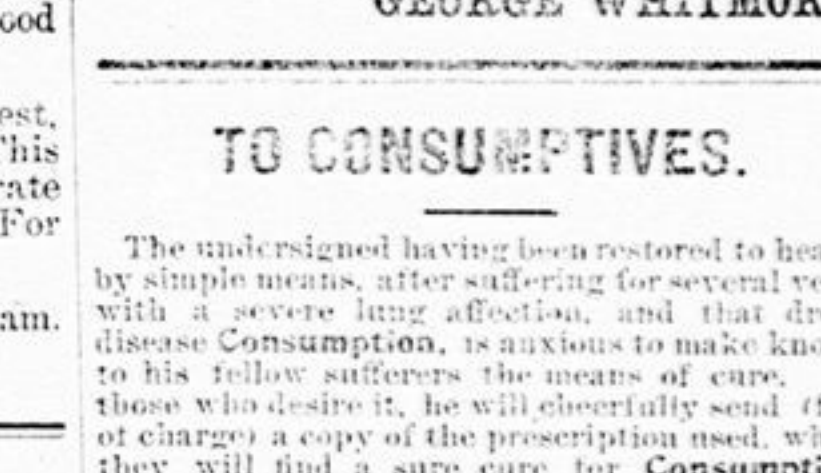 ood
est,
This
rate
For
am.
GEORGE WHITMOR
TO CONSUMPTIVES.
The undersigned having been restored to hea
by simple means, after suffering for several ye
with a severe lung affection, and that dr
disease Consumption, is anxious to make kno
to his fellow sufferers the means of cure.
those who desire it, he will cheerfully send (f
of charge) a copy of the prescription used, wh
they will find a sure cure for Consumpti